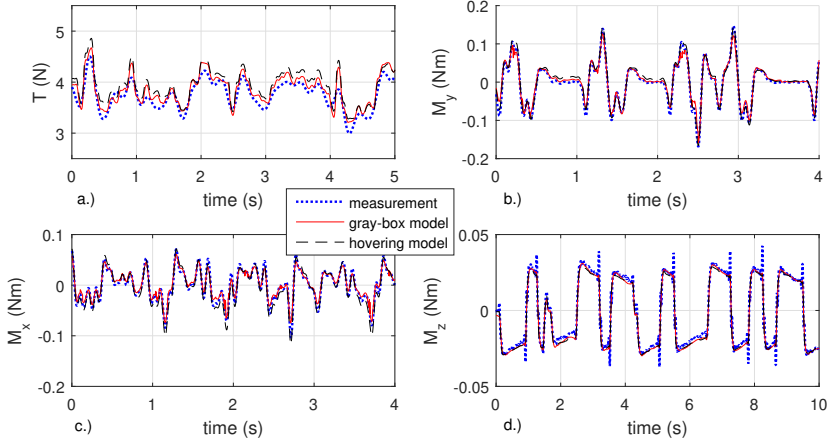 5
4
3
T (N)
0 1 2 3 4 5
a.) time (s)
0.2
0.1
0
-0.1
-0.2
M_y (Nm)
0 1 2 3 4
b.) time (s)
measurement
gray-box model
hovering model
0.1
0
-0.1
-0.2
M_x (Nm)
0 1 2 3 4
c.) time (s)
0.05
0
-0.05
M_z (Nm)
0 2 4 6 8 10
d.) time (s)